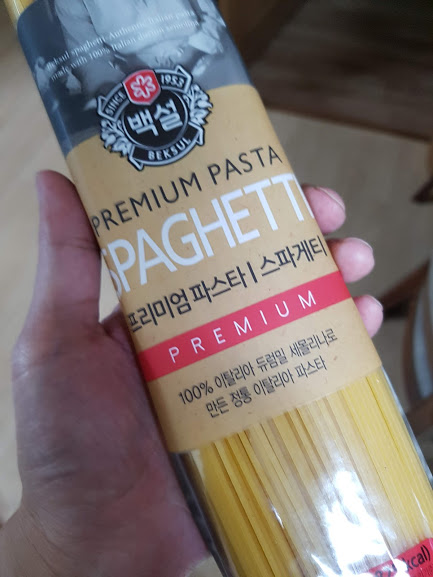 SINCE 1953
백설
BEKSUL
PREMIUM PASTA
SPAGHETTI
프리미엄 파스타 | 스파게티
PREMIUM
100% 이탈리아 듀럼밀 세몰리나로
만든 정통 이탈리아 파스타
kcal)